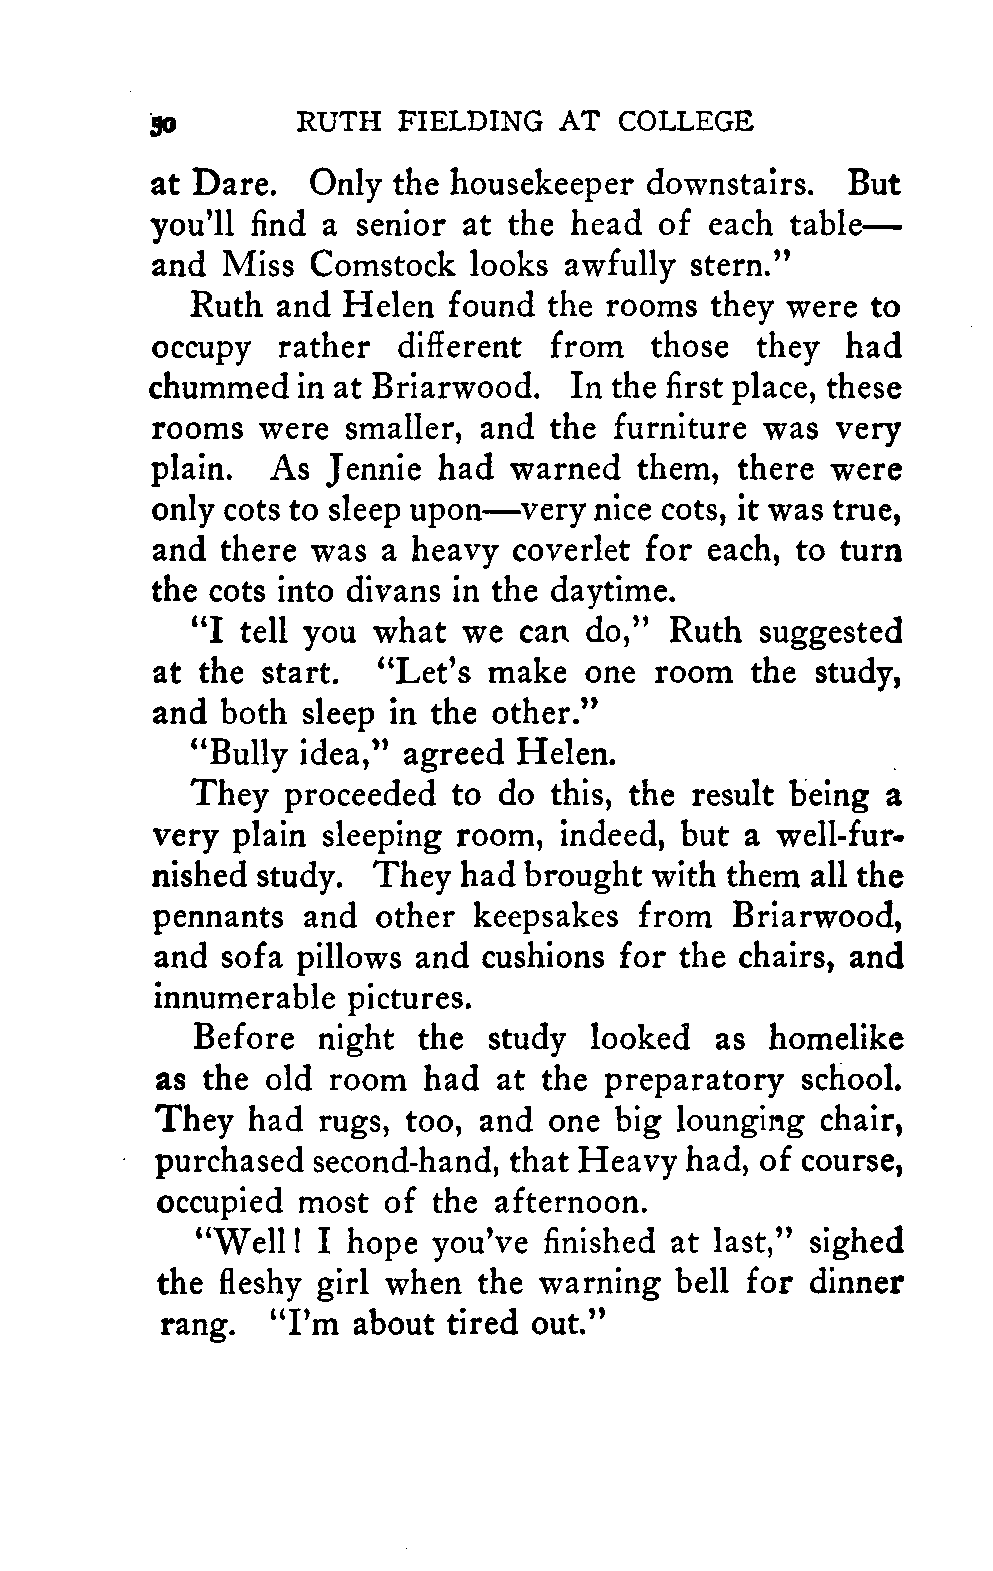 50 RUTH FIELDING AT COLLEGE
at Dare. Only the housekeeper downstairs. But
you'll find a senior at the head of each table—
and Miss Comstock looks awfully stern."
Ruth and Helen found the rooms they were to
occupy rather different from those they had
chummed in at Briarwood. In the first place, these
rooms were smaller, and the furniture was very
plain. As Jennie had warned them, there were
only cots to sleep upon—very nice cots, it was true,
and there was a heavy coverlet for each, to turn
the cots into divans in the daytime.
"I tell you what we can do," Ruth suggested
at the start. "Let's make one room the study,
and both sleep in the other."
"Bully idea," agreed Helen.
They proceeded to do this, the result being a
very plain sleeping room, indeed, but a well-fur-
nished study. They had brought with them all the
pennants and other keepsakes from Briarwood,
and sofa pillows and cushions for the chairs, and
innumerable pictures.
Before night the study looked as homelike
as the old room had at the preparatory school.
They had rugs, too, and one big lounging chair,
purchased second-hand, that Heavy had, of course,
occupied most of the afternoon.
"Well! I hope you've finished at last," sighed
the fleshy girl when the warning bell for dinner
rang. "I'm about tired out."